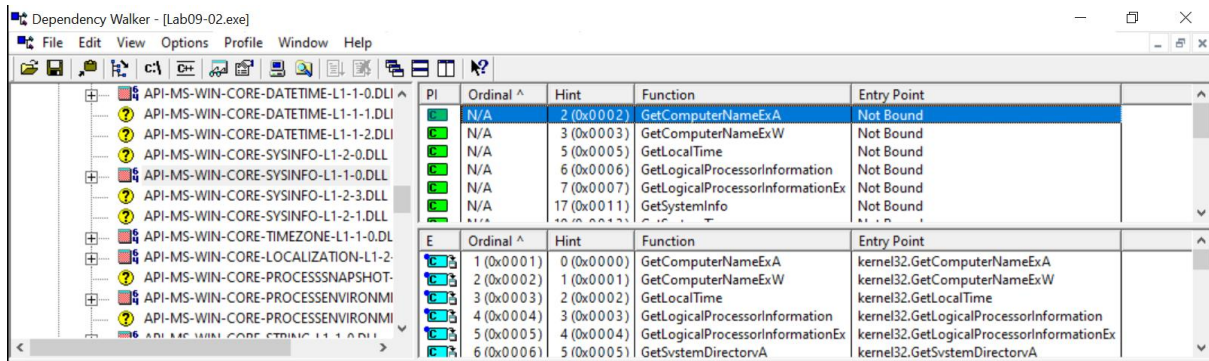 Dependency Walker - [Lab09-02.exe]
File Edit View Options Profile Window Help
c:\ C++
API-MS-WIN-CORE-DATETIME-L1-1-0.DLL
API-MS-WIN-CORE-DATETIME-L1-1-1.DLL
API-MS-WIN-CORE-DATETIME-L1-1-2.DLL
API-MS-WIN-CORE-SYSINFO-L1-2-0.DLL
API-MS-WIN-CORE-SYSINFO-L1-1-0.DLL
API-MS-WIN-CORE-SYSINFO-L1-2-3.DLL
API-MS-WIN-CORE-SYSINFO-L1-2-1.DLL
API-MS-WIN-CORE-TIMEZONE-L1-1-0.DL
API-MS-WIN-CORE-LOCALIZATION-L1-2-
API-MS-WIN-CORE-PROCESSSNAPSHOT-
API-MS-WIN-CORE-PROCESSENVIRONMI
API-MS-WIN-CORE-PROCESSENVIRONMI
API-MS-WIN-CORE-STRING-L1-1-0.DLL
PI Ordinal ^ Hint Function Entry Point
C N/A 2 (0x0002) GetComputerNameExA Not Bound
C N/A 3 (0x0003) GetComputerNameExW Not Bound
C N/A 5 (0x0005) GetLocalTime Not Bound
C N/A 6 (0x0006) GetLogicalProcessorInformation Not Bound
C N/A 7 (0x0007) GetLogicalProcessorInformationEx Not Bound
C N/A 17 (0x0011) GetSystemInfo Not Bound
E Ordinal ^ Hint Function Entry Point
C 1 (0x0001) 0 (0x0000) GetComputerNameExA kernel32.GetComputerNameExA
C 2 (0x0002) 1 (0x0001) GetComputerNameExW kernel32.GetComputerNameExW
C 3 (0x0003) 2 (0x0002) GetLocalTime kernel32.GetLocalTime
C 4 (0x0004) 3 (0x0003) GetLogicalProcessorInformation kernel32.GetLogicalProcessorInformation
C 5 (0x0005) 4 (0x0004) GetLogicalProcessorInformationEx kernel32.GetLogicalProcessorInformationEx
C 6 (0x0006) 5 (0x0005) GetSystemDirectoryA kernel32.GetSystemDirectoryA